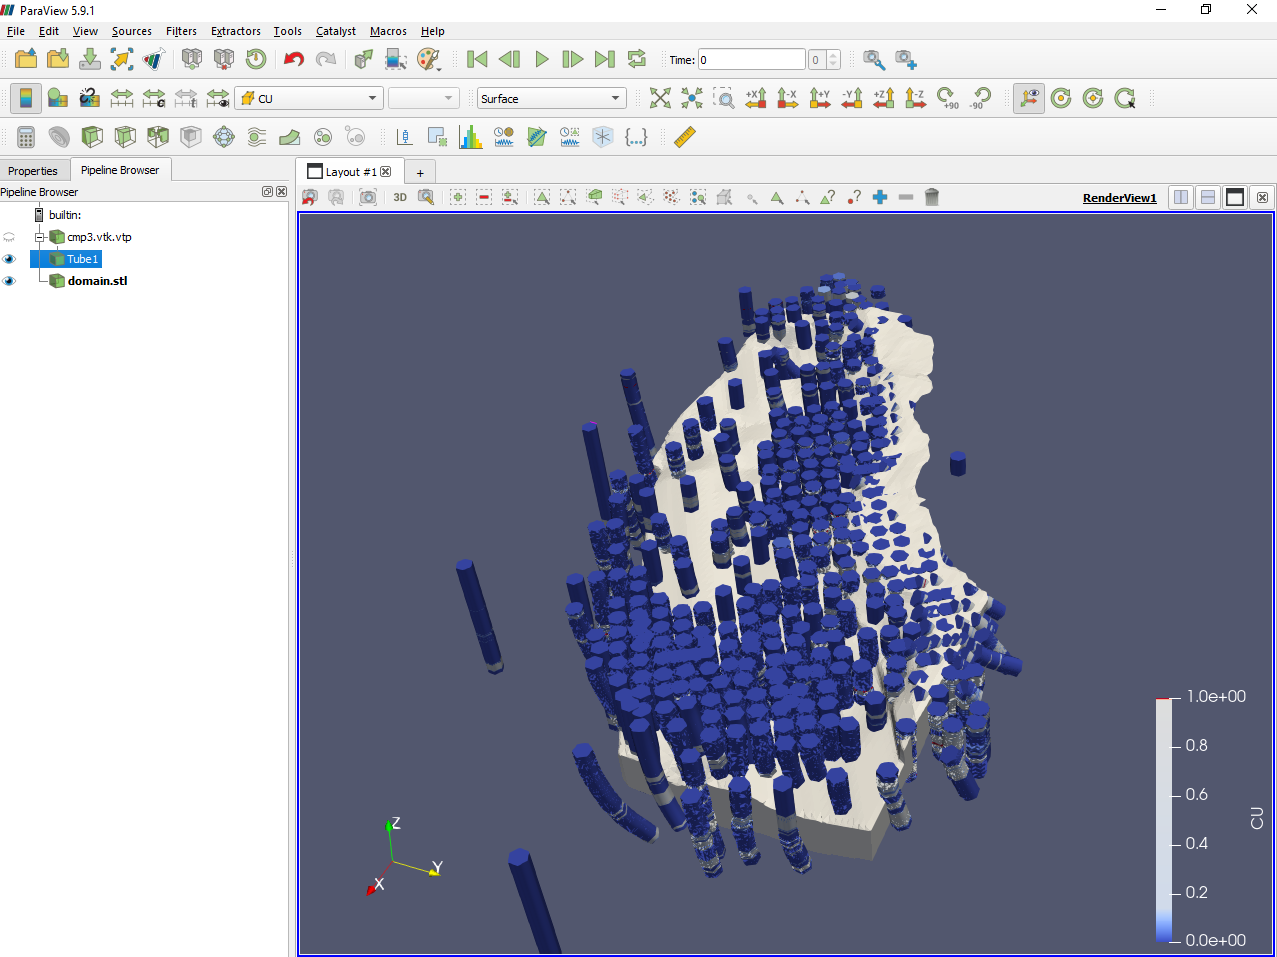 ParaView 5.9.1
File Edit View Sources Filters Extractors Tools Catalyst Macros Help
Time: 0 0
CU Surface +X -X +Y -Y +Z -Z +90 -90
Properties Pipeline Browser Layout #1 +
Pipeline Browser 3D RenderView1
builtin:
cmp3.vtk.vtp
Tube1
domain.stl
1.0e+00
0.8
0.6
0.4
0.2
0.0e+00
CU
Z
Y
X